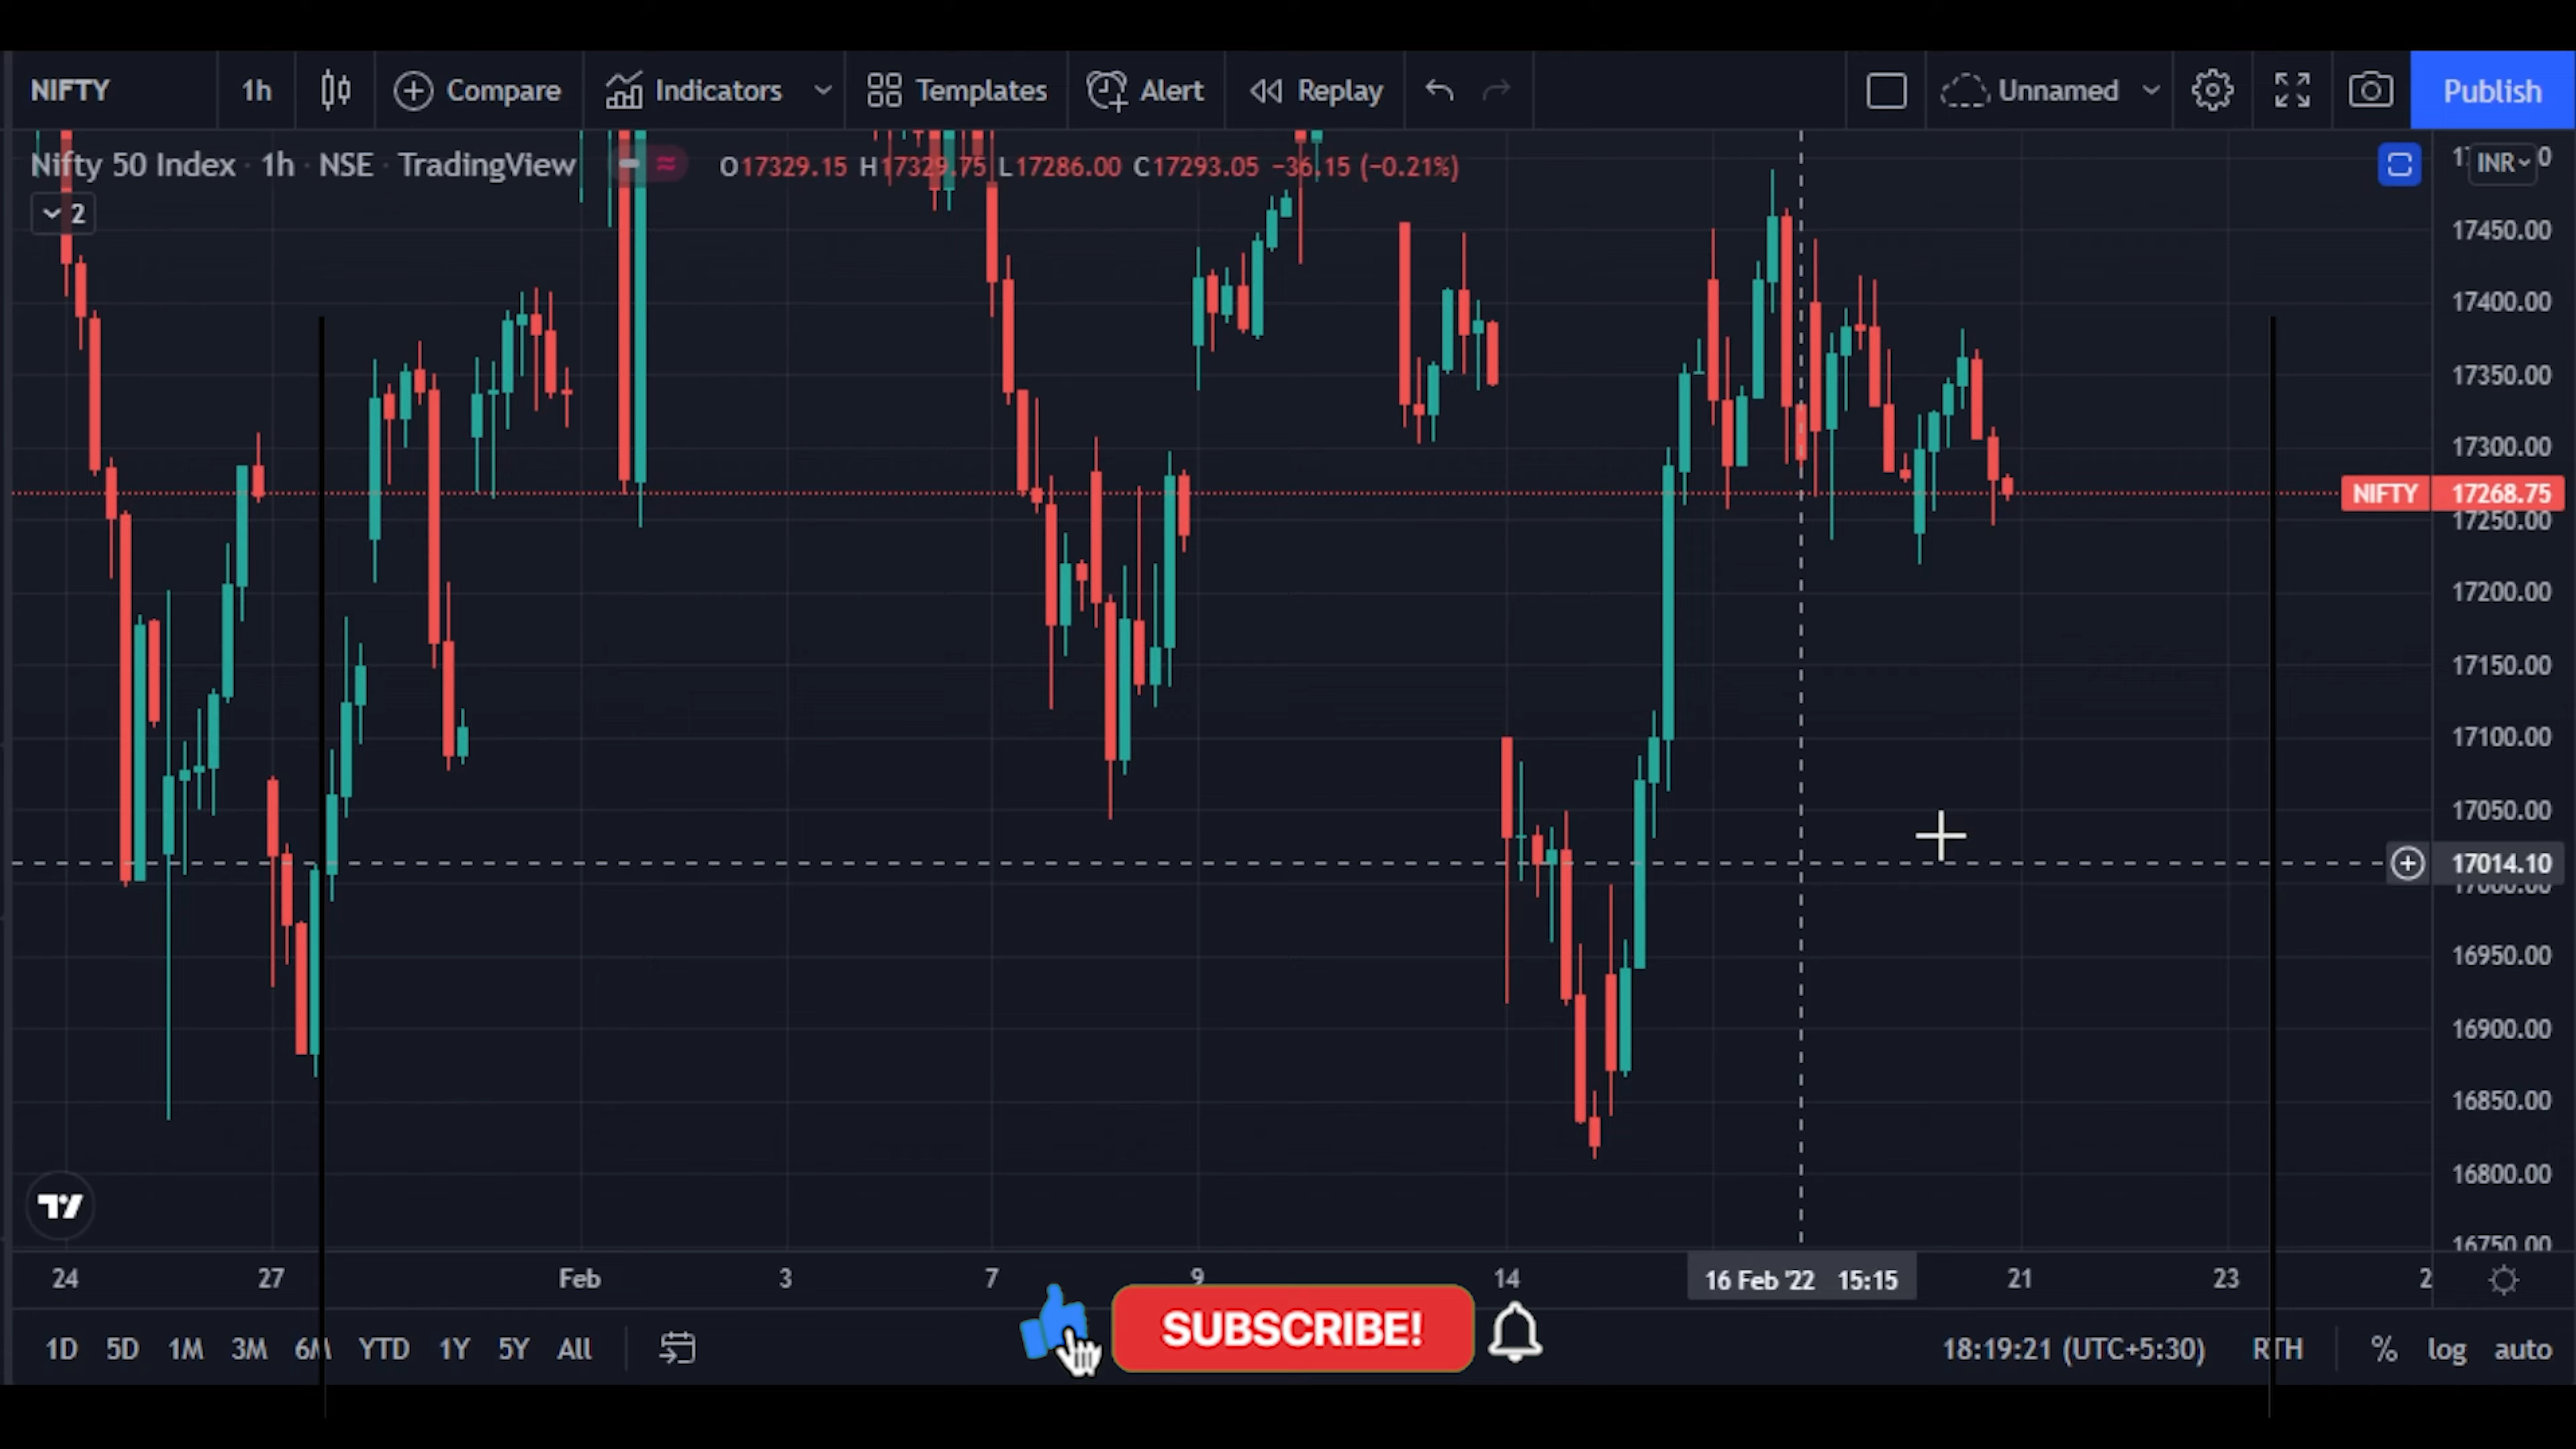 NIFTY 1h Compare Indicators Templates Alert Replay Unnamed Publish
Nifty 50 Index · 1h · NSE · TradingView O17329.15 H17329.75 L17286.00 C17293.05 −36.15 (−0.21%)
INR
2
17450.00
17400.00
17350.00
17300.00
NIFTY 17268.75
17250.00
17200.00
17150.00
17100.00
17050.00
17014.10
17000.00
16950.00
16900.00
16850.00
16800.00
16750.00
24 27 Feb 3 7 9 14 16 Feb '22 15:15 21 23 2
1D 5D 1M 3M 6M YTD 1Y 5Y All
SUBSCRIBE!
18:19:21 (UTC+5:30) RTH % log auto